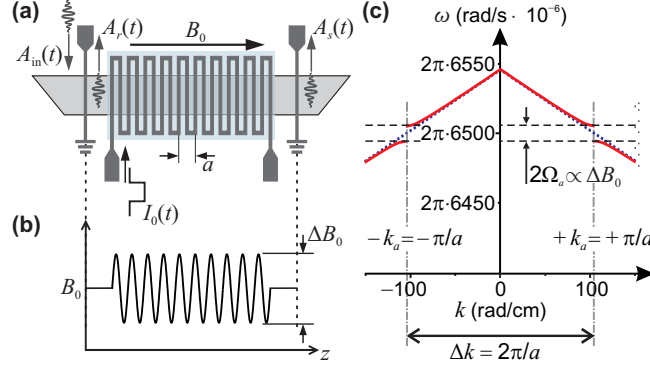 (a)
A_in(t)
A_r(t)
B_0
A_s(t)
a
I_0(t)
(b)
B_0
ΔB_0
z
(c)
ω (rad/s · 10^-6)
2π·6550
2π·6500
2Ω_a ∝ ΔB_0
2π·6450
−k_a = −π/a
+k_a = +π/a
−100
0
100
k (rad/cm)
Δk = 2π/a